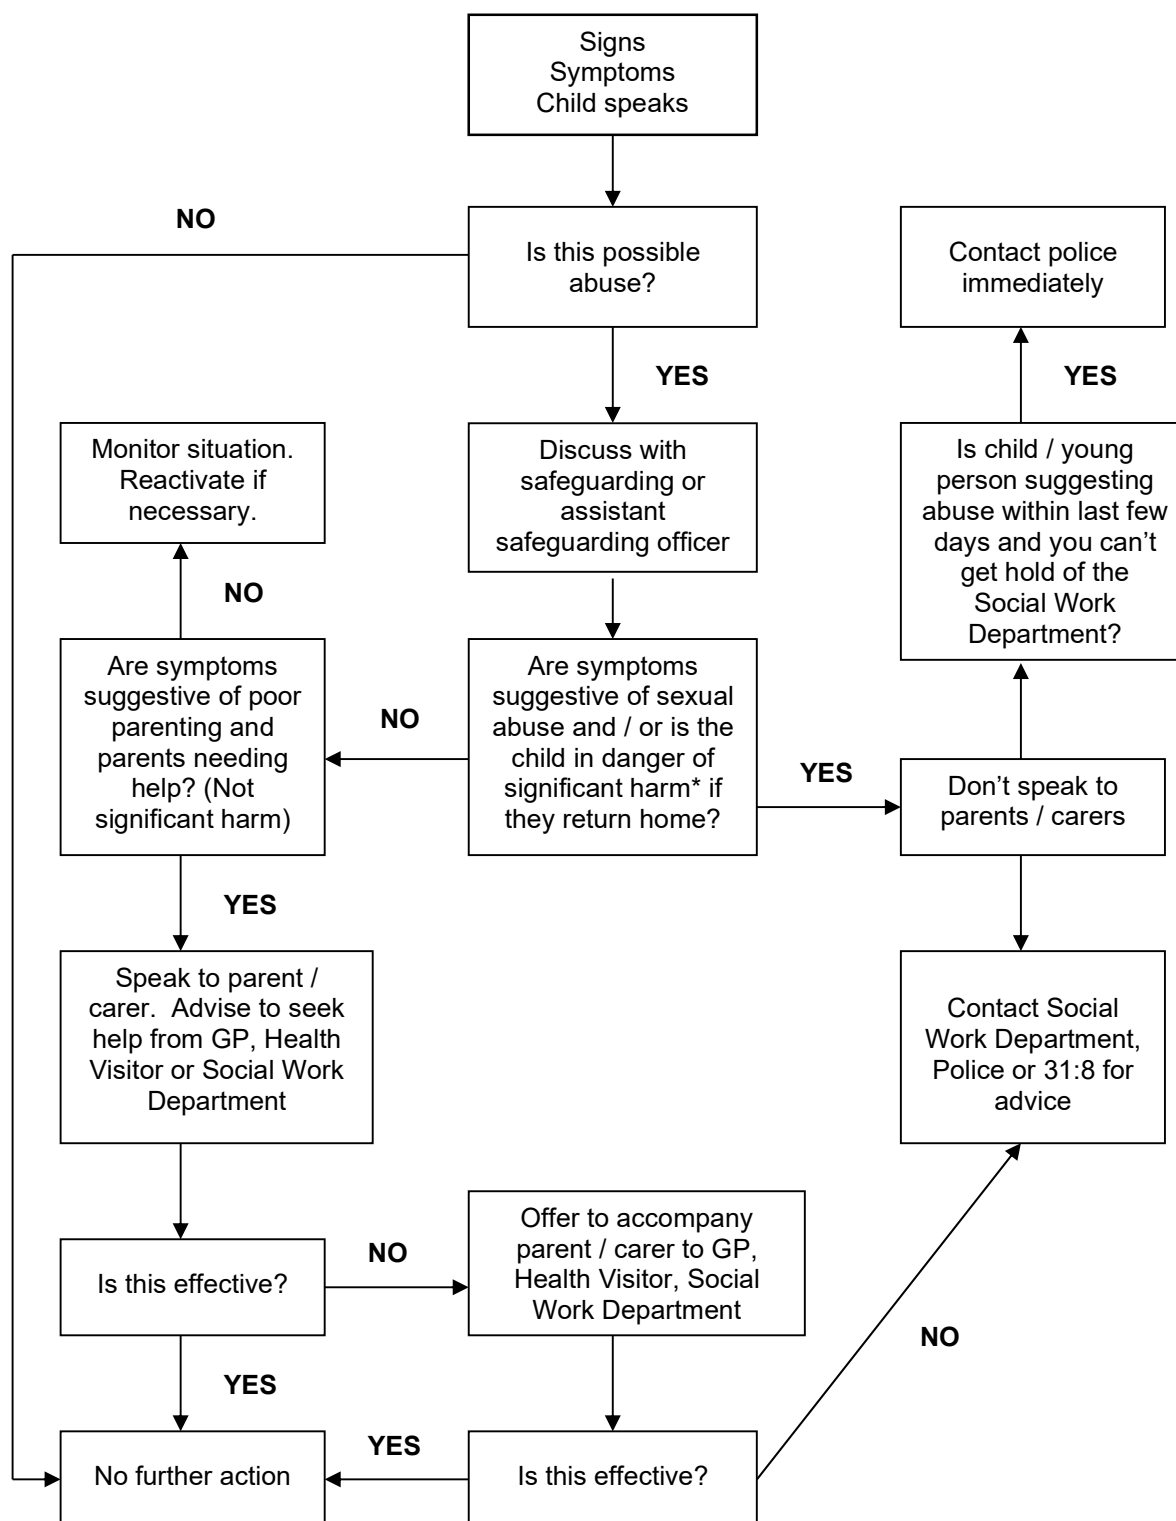 Signs
Symptoms
Child speaks
NO
Is this possible
abuse?
Contact police
immediately
YES
YES
Monitor situation.
Reactivate if
necessary.
Discuss with
safeguarding or
assistant
safeguarding officer
Is child / young
person suggesting
abuse within last few
days and you can’t
get hold of the
Social Work
Department?
NO
Are symptoms
suggestive of poor
parenting and
parents needing
help? (Not
significant harm)
NO
Are symptoms
suggestive of sexual
abuse and / or is the
child in danger of
significant harm* if
they return home?
YES
Don’t speak to
parents / carers
YES
Speak to parent /
carer.  Advise to seek
help from GP, Health
Visitor or Social Work
Department
Contact Social
Work Department,
Police or 31:8 for
advice
Is this effective?
NO
Offer to accompany
parent / carer to GP,
Health Visitor, Social
Work Department
NO
YES
No further action
YES
Is this effective?